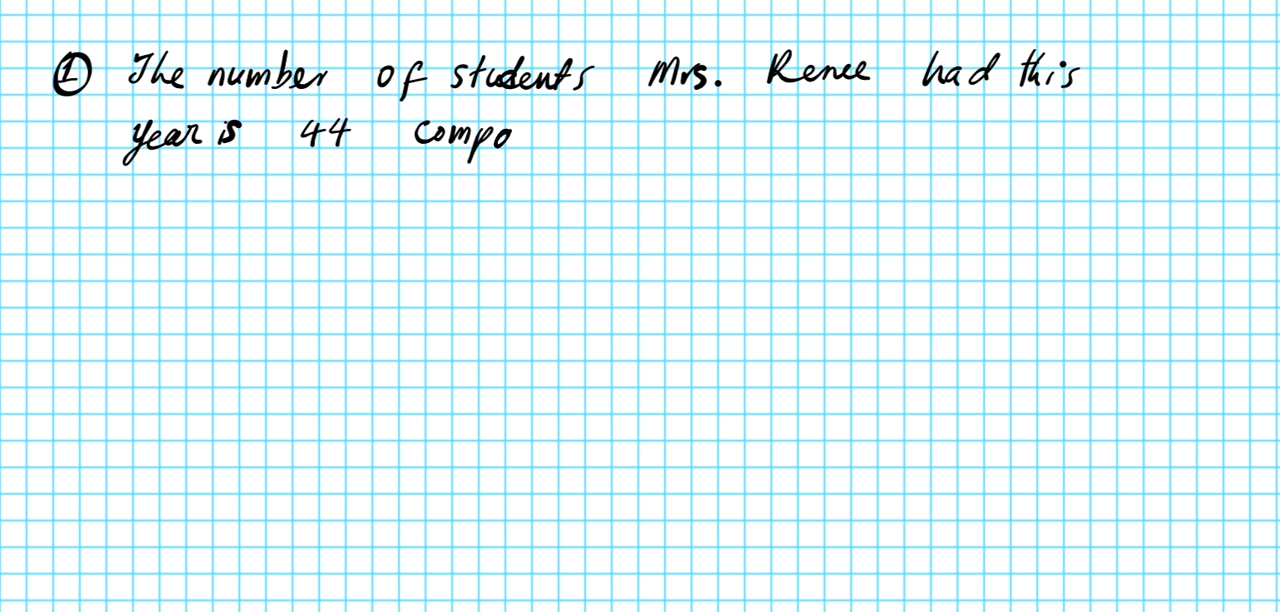 ① The number of students Mrs. Renee had this
year is 44 compo